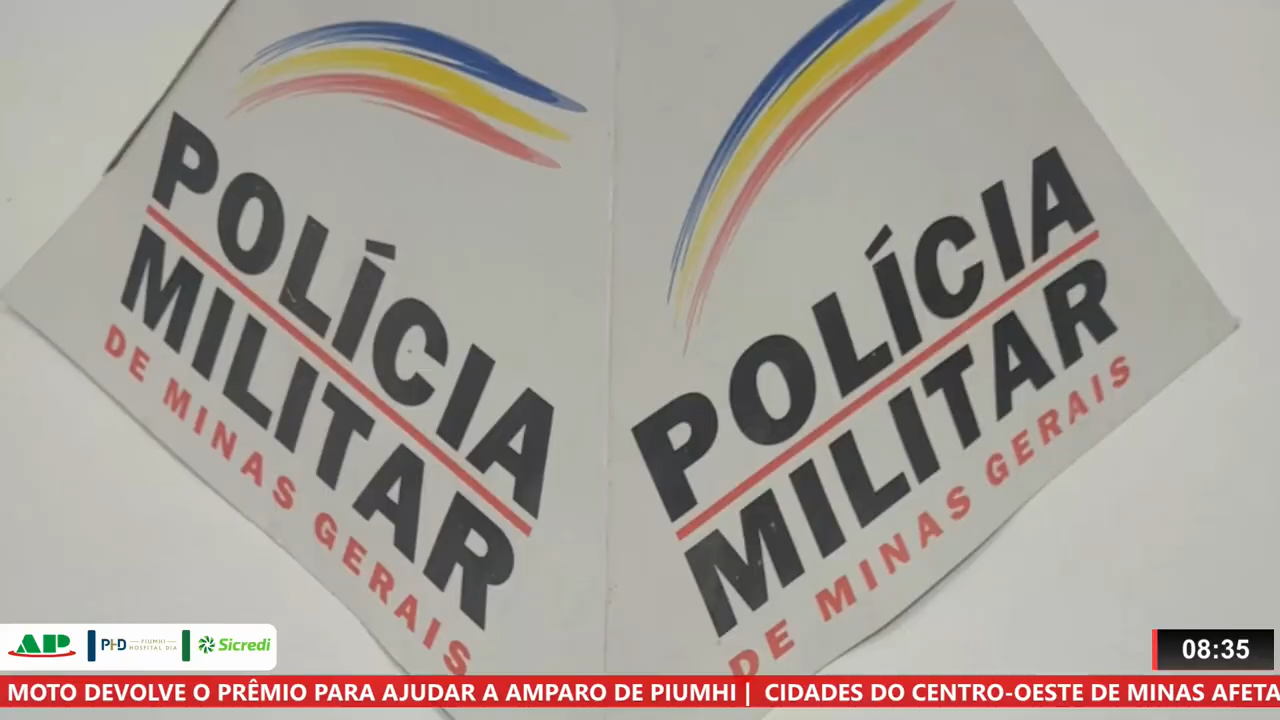 POLÍCIA
MILITAR
DE MINAS GERAIS
POLÍCIA
MILITAR
DE MINAS GERAIS
AP
PHD
PIUMHI
HOSPITAL DIA
Sicredi
08:35
MOTO DEVOLVE O PRÊMIO PARA AJUDAR A AMPARO DE PIUMHI | CIDADES DO CENTRO-OESTE DE MINAS AFETA